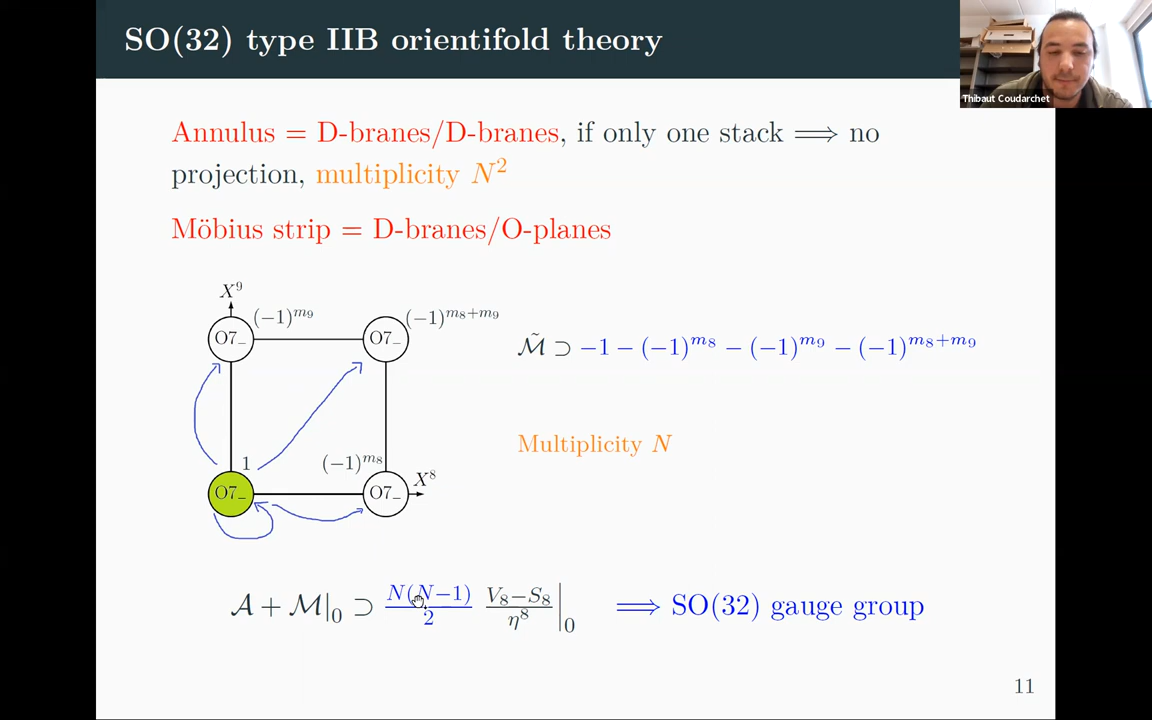 SO(32) type IIB orientifold theory
Thibaut Coudarchet
Annulus = D-branes/D-branes, if only one stack ⟹ no
projection, multiplicity N²
Möbius strip = D-branes/O-planes
X⁹
(−1)^{m₉}
(−1)^{m₈+m₉}
O7₋
O7₋
ℳ̃ ⊃ −1 − (−1)^{m₈} − (−1)^{m₉} − (−1)^{m₈+m₉}
Multiplicity N
1
(−1)^{m₈}
X⁸
O7₋
O7₋
𝒜 + ℳ|₀ ⊃ N(N−1)/2 (V₈−S₈)/η⁸ |₀ ⟹ SO(32) gauge group
11